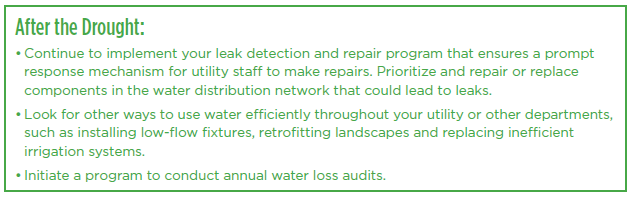 After the Drought:
• Continue to implement your leak detection and repair program that ensures a prompt
response mechanism for utility staff to make repairs. Prioritize and repair or replace
components in the water distribution network that could lead to leaks.
• Look for other ways to use water efficiently throughout your utility or other departments,
such as installing low-flow fixtures, retrofitting landscapes and replacing inefficient
irrigation systems.
• Initiate a program to conduct annual water loss audits.